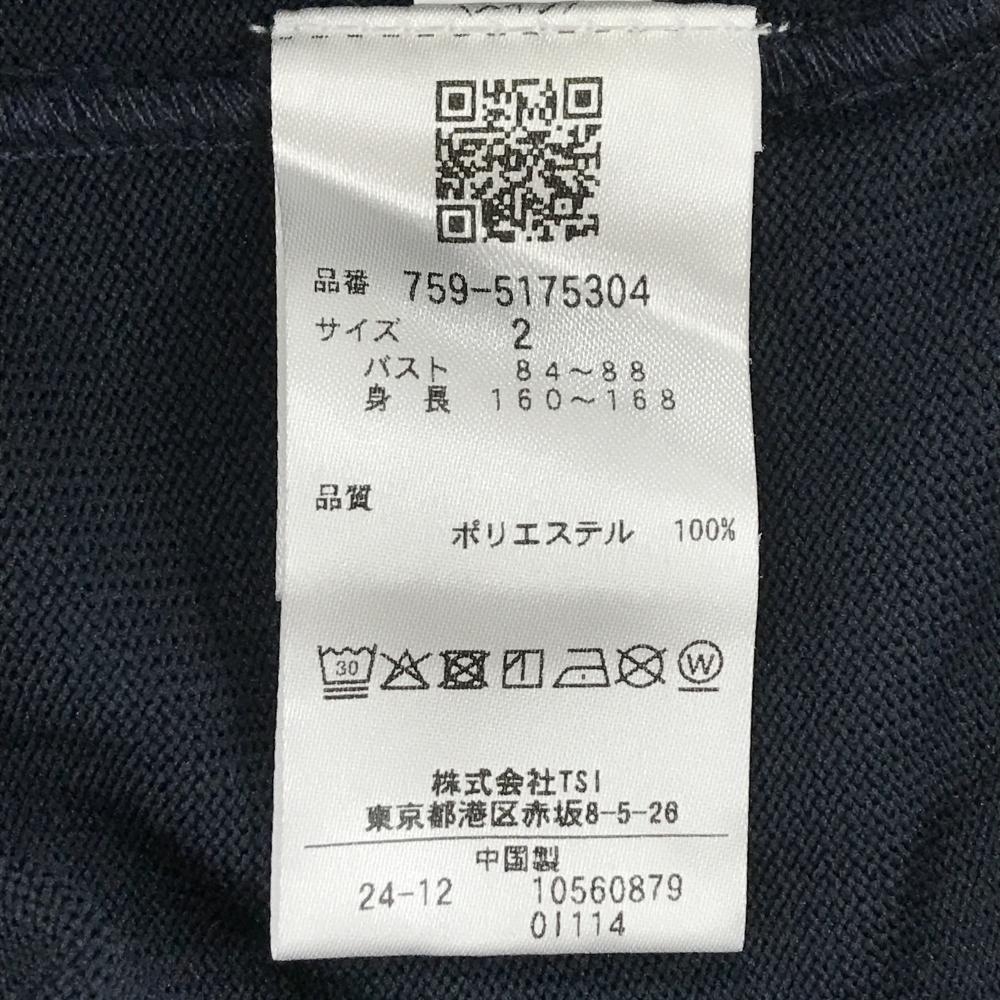 品番 759-5175304
サイズ 2
バスト 84～88
身長 160～168
品質
ポリエステル 100%
30
W
株式会社TSI
東京都港区赤坂8-5-26
中国製
24-12 10560879
01114